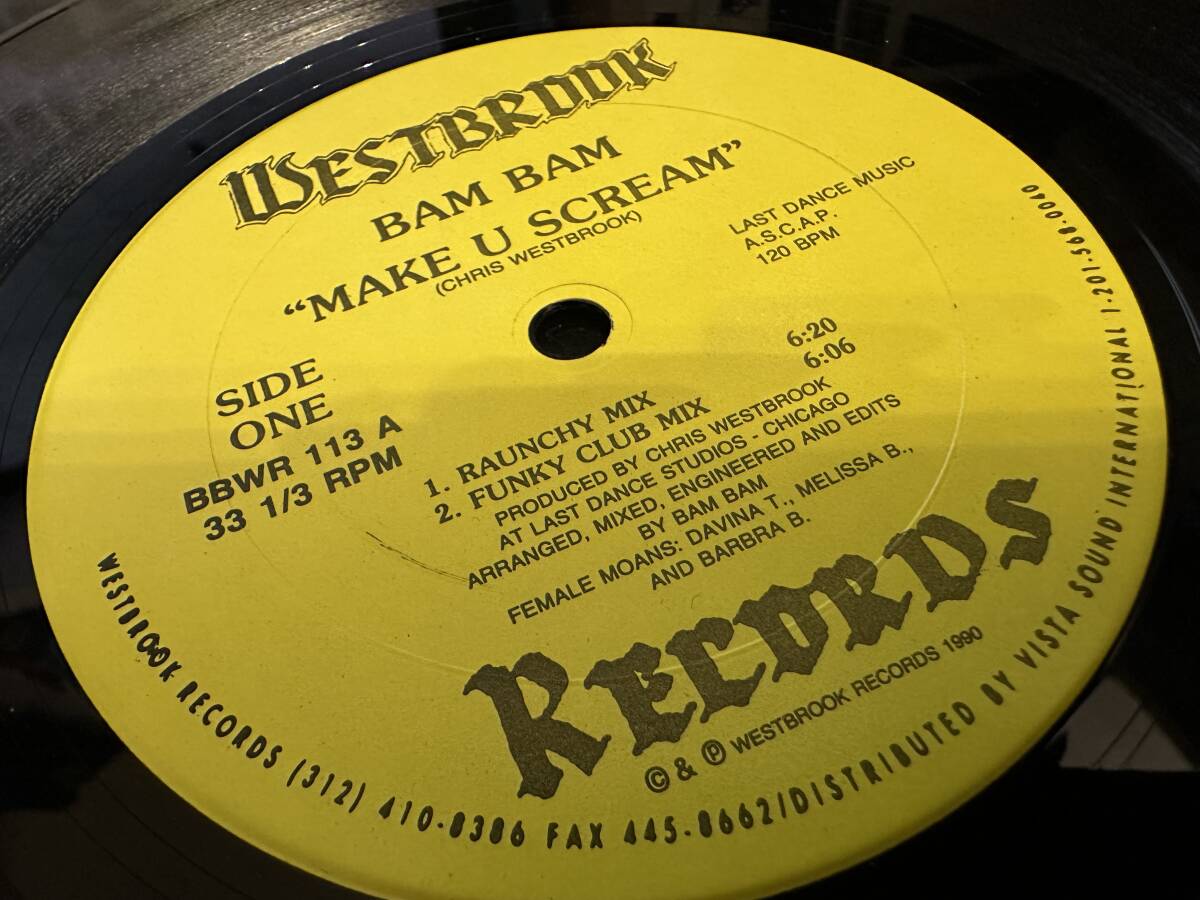 WESTBROOK
BAM BAM
“MAKE U SCREAM”
(CHRIS WESTBROOK)
LAST DANCE MUSIC
A.S.C.A.P.
120 BPM
SIDE
ONE
BBWR 113 A
33 1/3 RPM
1. RAUNCHY MIX 6:20
2. FUNKY CLUB MIX 6:06
PRODUCED BY CHRIS WESTBROOK
AT LAST DANCE STUDIOS - CHICAGO
ARRANGED, MIXED, ENGINEERED AND EDITS
BY BAM BAM
FEMALE MOANS: DAVINA T., MELISSA B.,
AND BARBRA B.
RECORDS
© & ℗ WESTBROOK RECORDS 1990
WESTBROOK RECORDS (312) 410-8386 FAX 445-8662/DISTRIBUTED BY VISTA SOUND INTERNATIONAL 1-201-568-0040